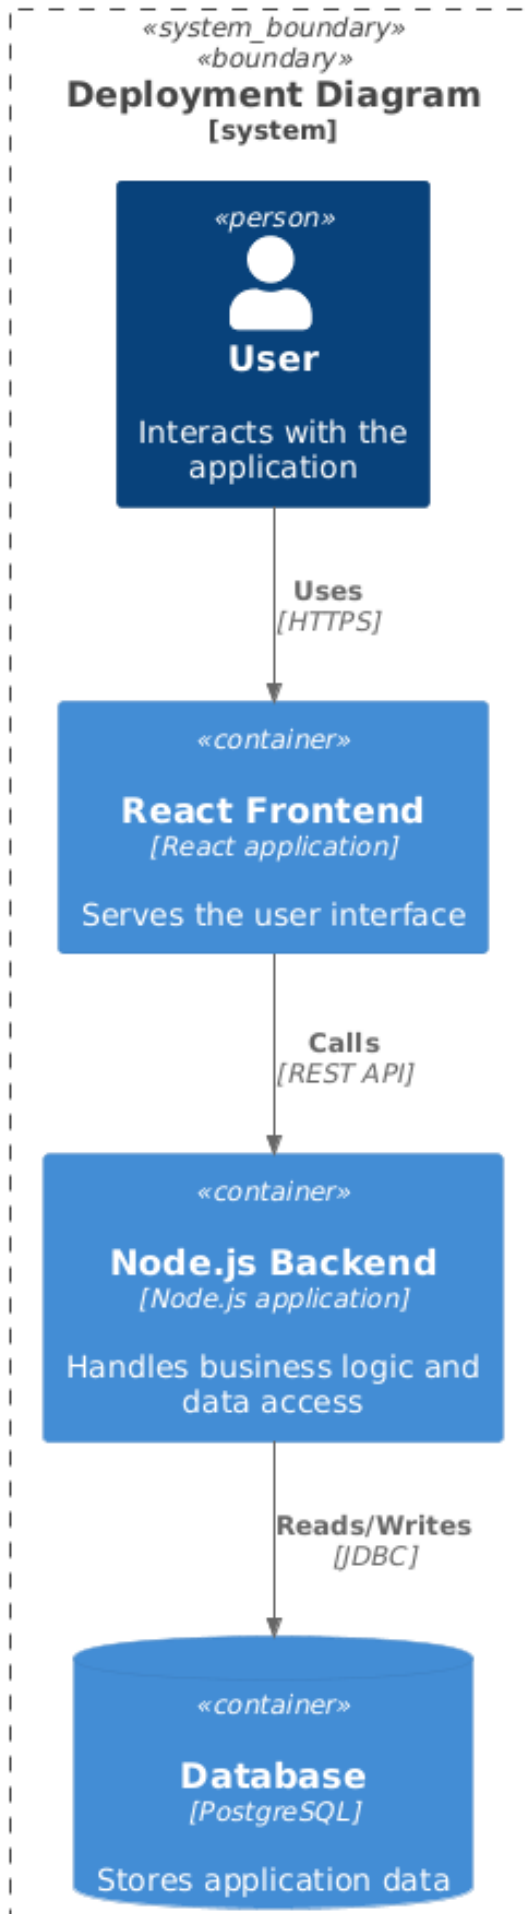 «system_boundary»
«boundary»
Deployment Diagram
[system]
«person»
User
Interacts with the
application
Uses
[HTTPS]
«container»
React Frontend
[React application]
Serves the user interface
Calls
[REST API]
«container»
Node.js Backend
[Node.js application]
Handles business logic and
data access
Reads/Writes
[JDBC]
«container»
Database
[PostgreSQL]
Stores application data